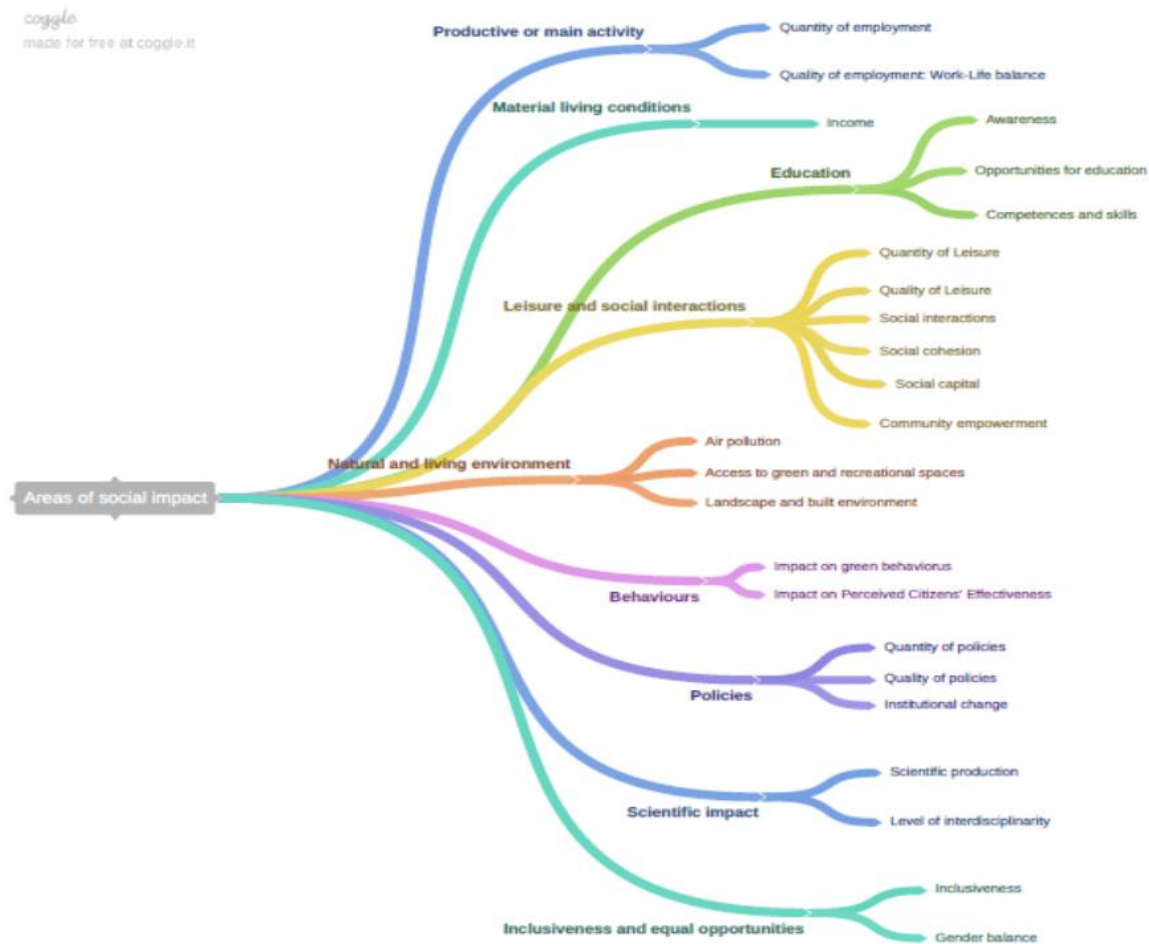 coggle
made for free at coggle.it
Productive or main activity
Quantity of employment
Quality of employment: Work-Life balance
Material living conditions
Income
Education
Awareness
Opportunities for education
Competences and skills
Leisure and social interactions
Quantity of Leisure
Quality of Leisure
Social interactions
Social cohesion
Social capital
Community empowerment
Natural and living environment
Air pollution
Access to green and recreational spaces
Landscape and built environment
Areas of social impact
Behaviours
Impact on green behaviorus
Impact on Perceived Citizens' Effectiveness
Policies
Quantity of policies
Quality of policies
Institutional change
Scientific impact
Scientific production
Level of interdisciplinarity
Inclusiveness and equal opportunities
Inclusiveness
Gender balance